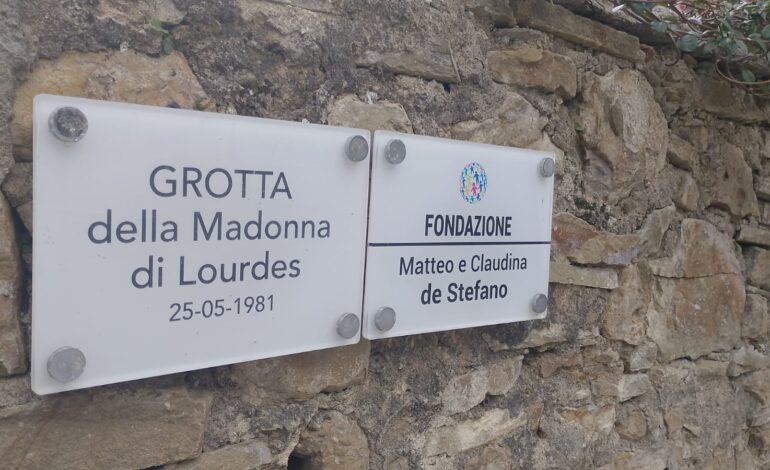 GROTTA
della Madonna
di Lourdes
25-05-1981
FONDAZIONE
Matteo e Claudina
de Stefano